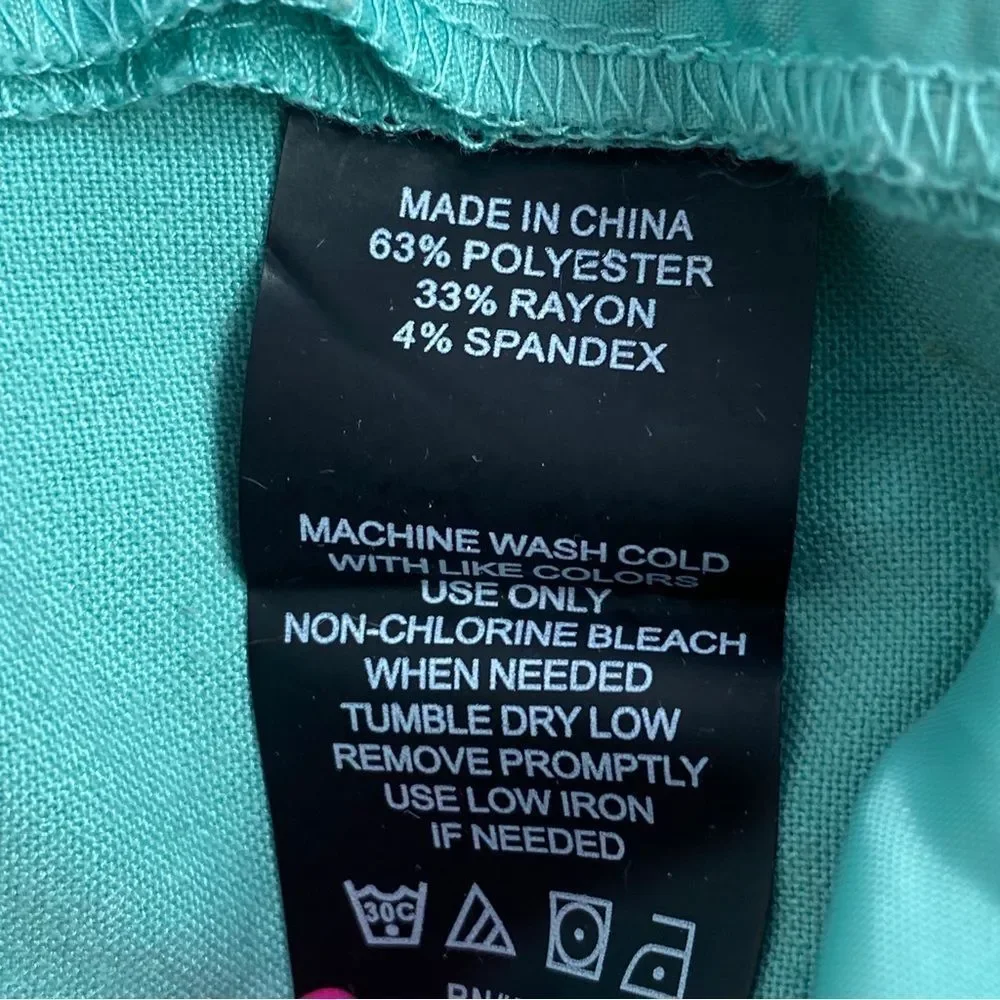 MADE IN CHINA
63% POLYESTER
33% RAYON
4% SPANDEX
MACHINE WASH COLD
WITH LIKE COLORS
USE ONLY
NON-CHLORINE BLEACH
WHEN NEEDED
TUMBLE DRY LOW
REMOVE PROMPTLY
USE LOW IRON
IF NEEDED
30C